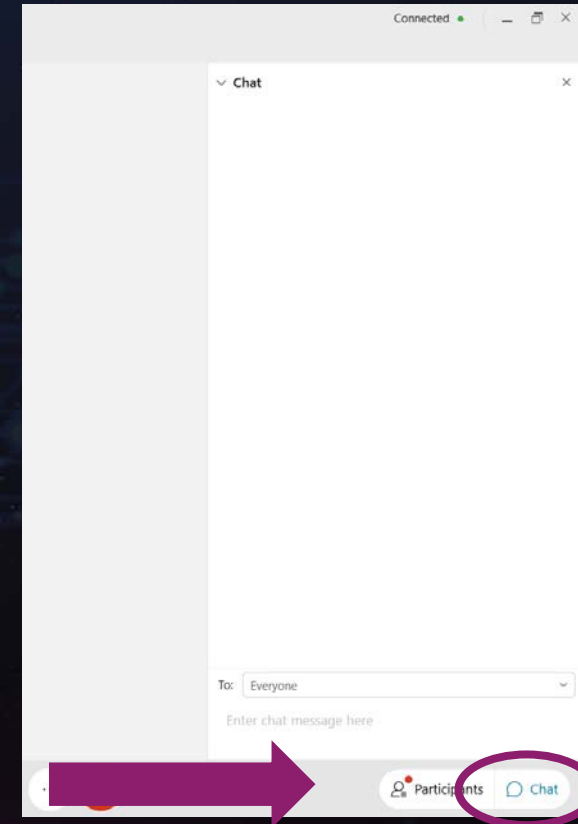 Connected
Chat
To: Everyone
Enter chat message here
Participants Chat